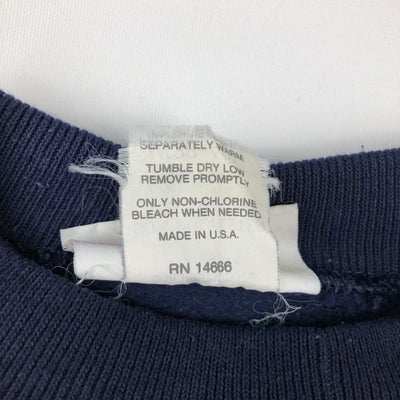 SEPARATELY WARM
TUMBLE DRY LOW
REMOVE PROMPTLY
ONLY NON-CHLORINE
BLEACH WHEN NEEDED
MADE IN U.S.A.
RN 14666